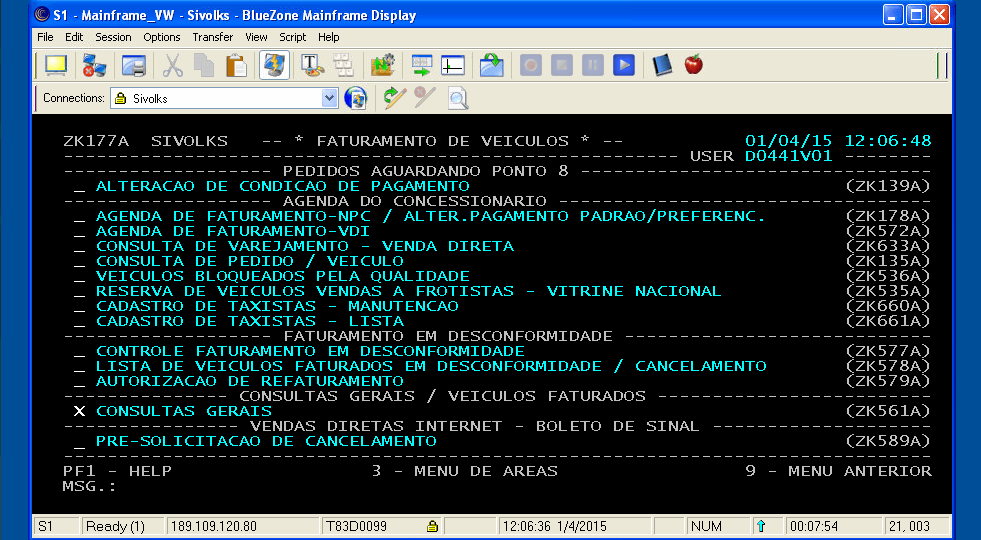 S1 - Mainframe_VW - Sivolks - BlueZone Mainframe Display
File Edit Session Options Transfer View Script Help
Connections: Sivolks
ZK177A SIVOLKS -- * FATURAMENTO DE VEICULOS * -- 01/04/15 12:06:48
--------------------------------------------------------- USER D0441V01 --------
-------------------- PEDIDOS AGUARDANDO PONTO 8 --------------------------------
_ ALTERACAO DE CONDICAO DE PAGAMENTO (ZK139A)
-------------------- AGENDA DO CONCESSIONARIO ----------------------------------
_ AGENDA DE FATURAMENTO-NPC / ALTER.PAGAMENTO PADRAO/PREFERENC. (ZK178A)
_ AGENDA DE FATURAMENTO-VDI (ZK572A)
_ CONSULTA DE VAREJAMENTO - VENDA DIRETA (ZK633A)
_ CONSULTA DE PEDIDO / VEICULO (ZK135A)
_ VEICULOS BLOQUEADOS PELA QUALIDADE (ZK536A)
_ RESERVA DE VEICULOS VENDAS A FROTISTAS - VITRINE NACIONAL (ZK535A)
_ CADASTRO DE TAXISTAS - MANUTENCAO (ZK660A)
_ CADASTRO DE TAXISTAS - LISTA (ZK661A)
-------------------- FATURAMENTO EM DESCONFORMIDADE -----------------------------
_ CONTROLE FATURAMENTO EM DESCONFORMIDADE (ZK577A)
_ LISTA DE VEICULOS FATURADOS EM DESCONFORMIDADE / CANCELAMENTO (ZK578A)
_ AUTORIZACAO DE REFATURAMENTO (ZK579A)
---------------- CONSULTAS GERAIS / VEICULOS FATURADOS -------------------------
X CONSULTAS GERAIS (ZK561A)
----------------- VENDAS DIRETAS INTERNET - BOLETO DE SINAL --------------------
_ PRE-SOLICITACAO DE CANCELAMENTO (ZK589A)
--------------------------------------------------------------------------------
PF1 - HELP 3 - MENU DE AREAS 9 - MENU ANTERIOR
MSG.:
S1 Ready (1) 189.109.120.80 T83D0099 12:06:36 1/4/2015 NUM 00:07:54 21, 003